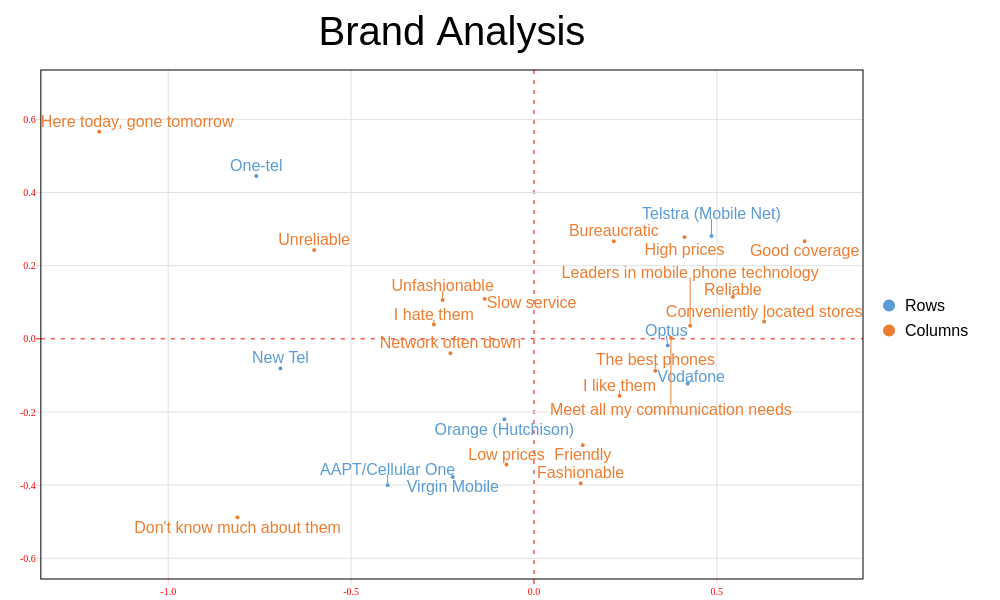 Brand Analysis
0.6
Here today, gone tomorrow
One-tel
0.4
Telstra (Mobile Net)
Bureaucratic
Unreliable
High prices
Good coverage
0.2
Leaders in mobile phone technology
Unfashionable
Reliable
Slow service
I hate them
Conveniently located stores
Rows
Columns
Optus
0.0
Network often down
New Tel
The best phones
Vodafone
I like them
Meet all my communication needs
-0.2
Orange (Hutchison)
Low prices
Friendly
AAPT/Cellular One
Fashionable
-0.4
Virgin Mobile
Don't know much about them
-0.6
-1.0
-0.5
0.0
0.5